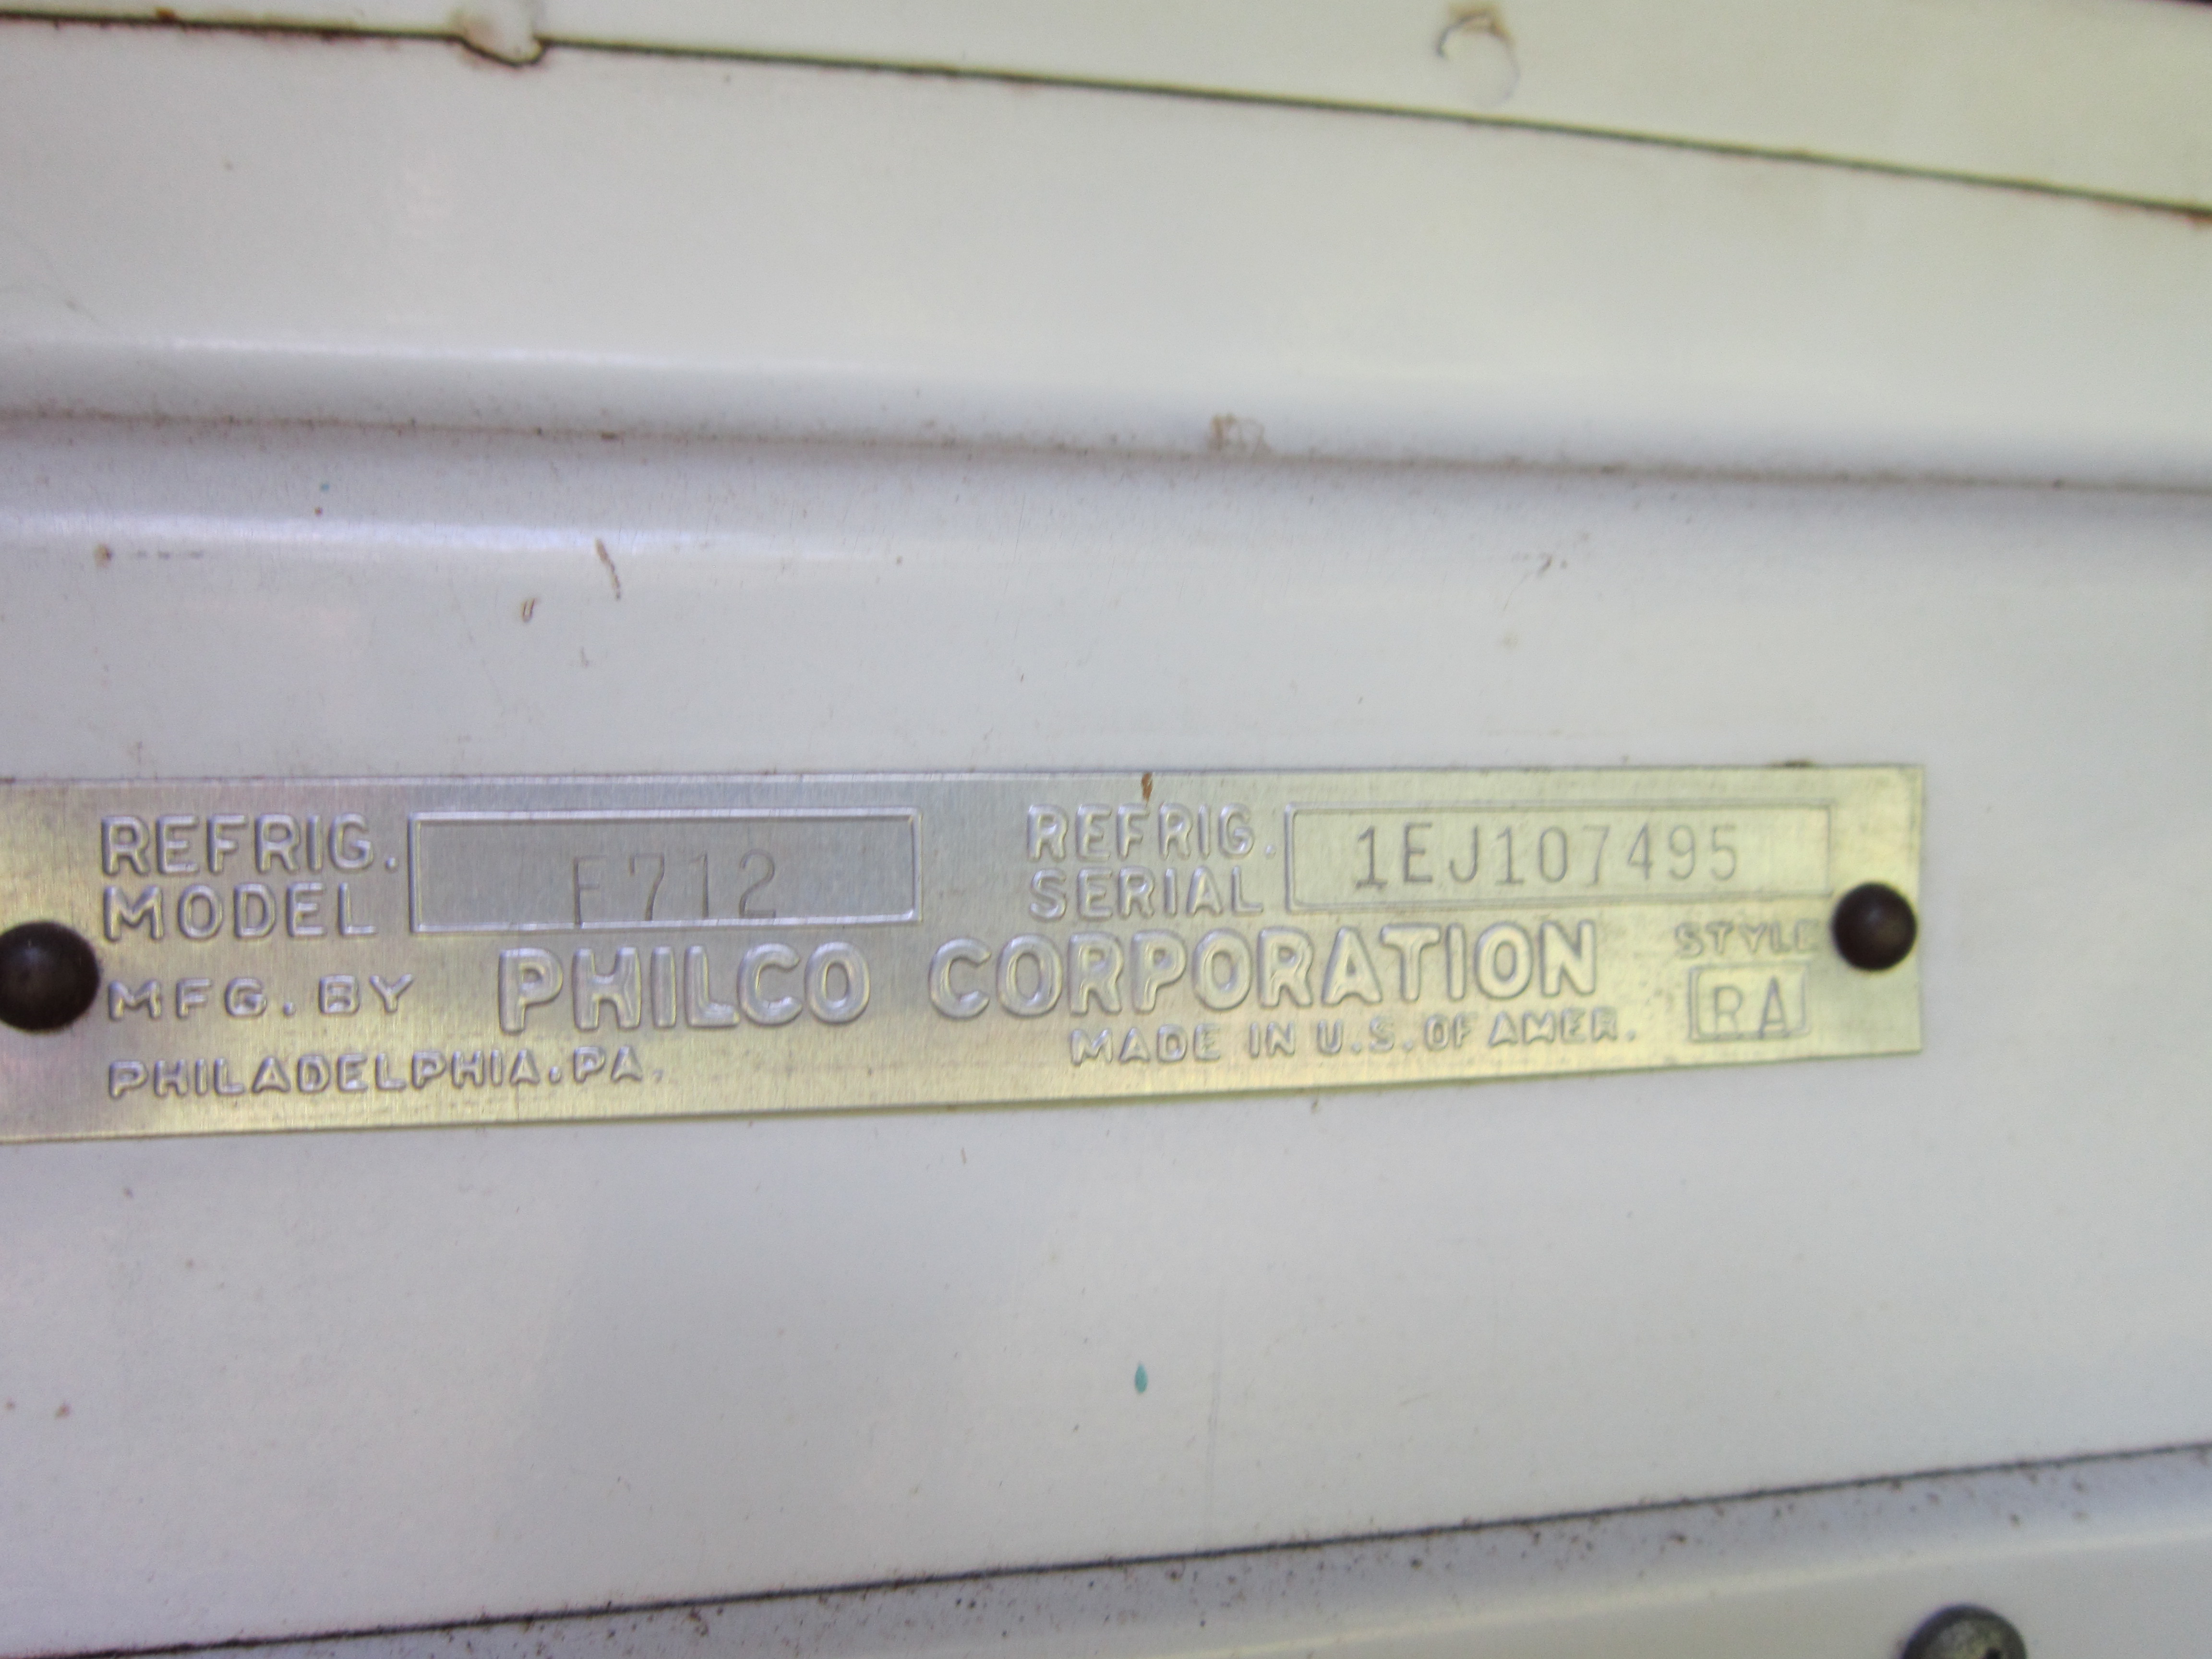 REFRIG. MODEL F712
REFRIG. SERIAL 1EJ107495
MFG. BY PHILCO CORPORATION
STYLE RA
PHILADELPHIA, PA.
MADE IN U.S. OF AMER.